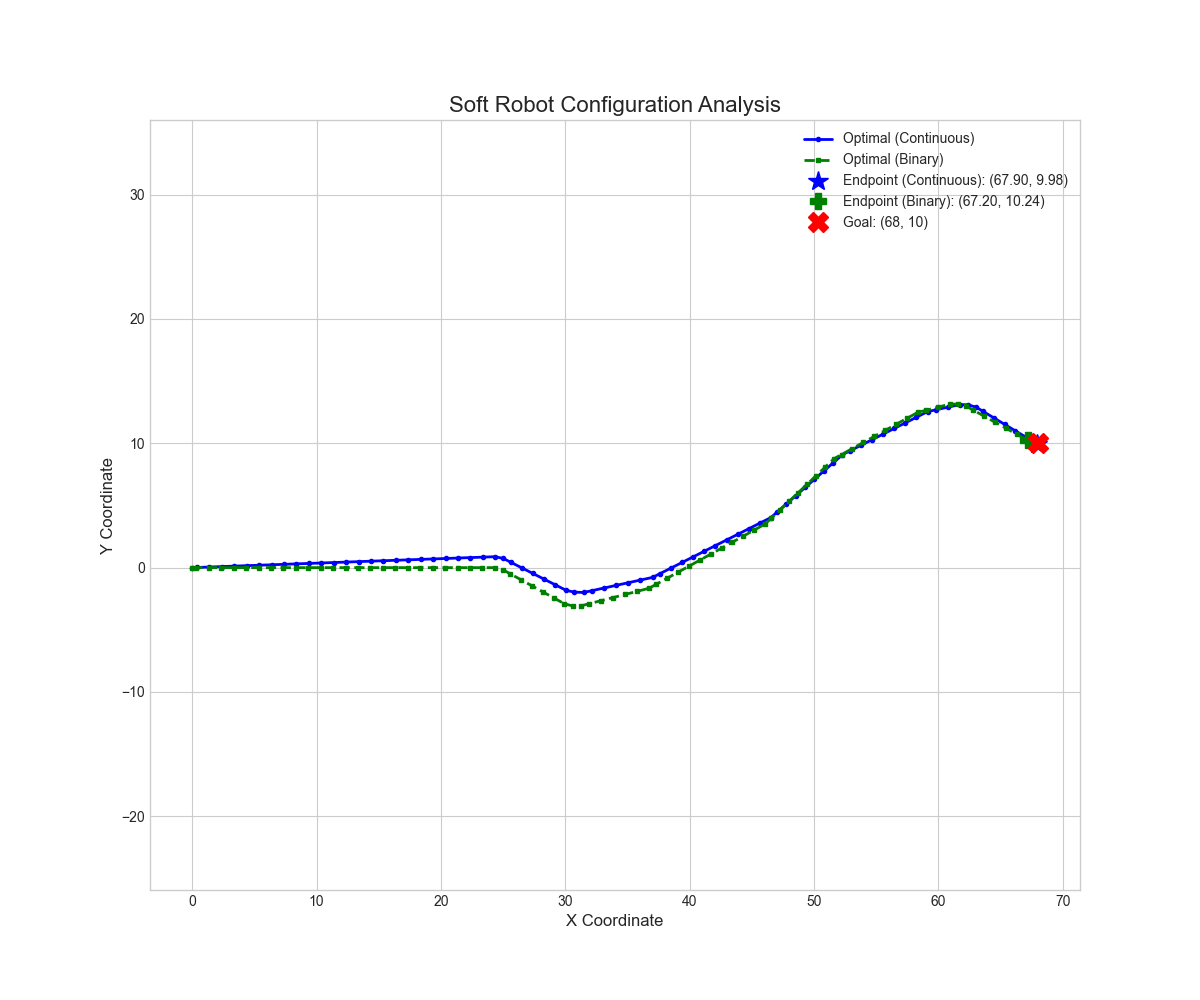 Soft Robot Configuration Analysis
Optimal (Continuous)
Optimal (Binary)
Endpoint (Continuous): (67.90, 9.98)
Endpoint (Binary): (67.20, 10.24)
Goal: (68, 10)
30
20
10
0
−10
−20
Y Coordinate
0 10 20 30 40 50 60 70
X Coordinate